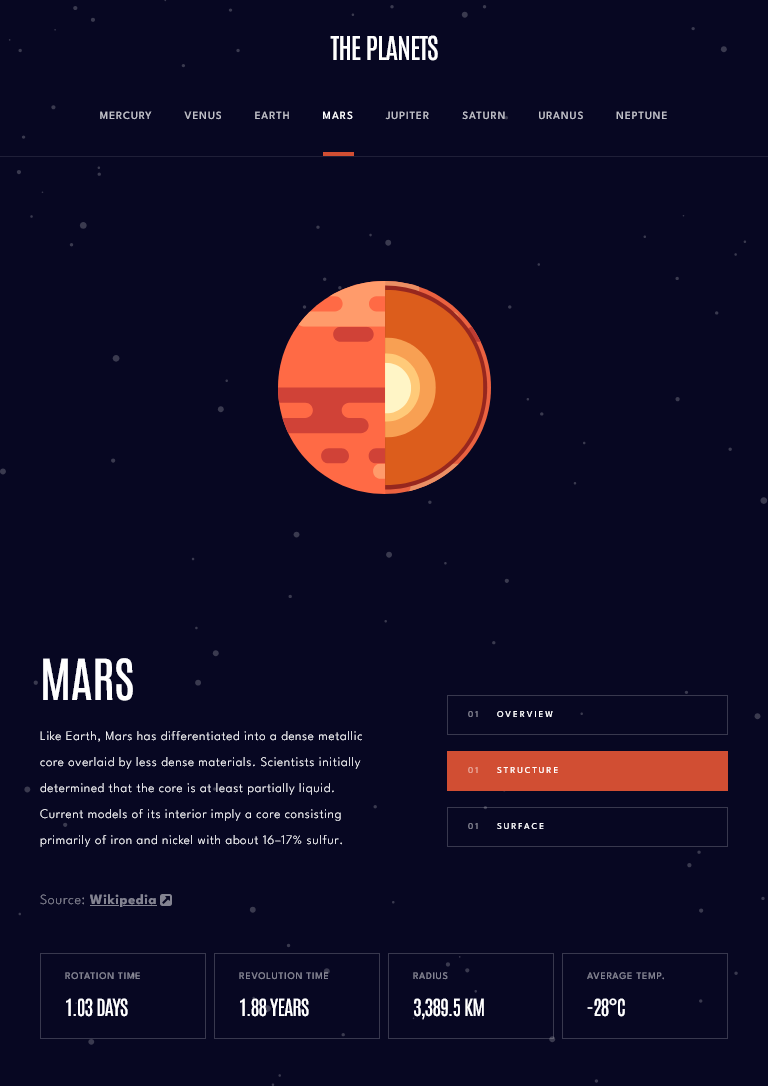 THE PLANETS
MERCURY VENUS EARTH MARS JUPITER SATURN URANUS NEPTUNE
MARS
Like Earth, Mars has differentiated into a dense metallic
core overlaid by less dense materials. Scientists initially
determined that the core is at least partially liquid.
Current models of its interior imply a core consisting
primarily of iron and nickel with about 16–17% sulfur.
Source: Wikipedia
01 OVERVIEW
01 STRUCTURE
01 SURFACE
ROTATION TIME
1.03 DAYS
REVOLUTION TIME
1.88 YEARS
RADIUS
3,389.5 KM
AVERAGE TEMP.
-28°C